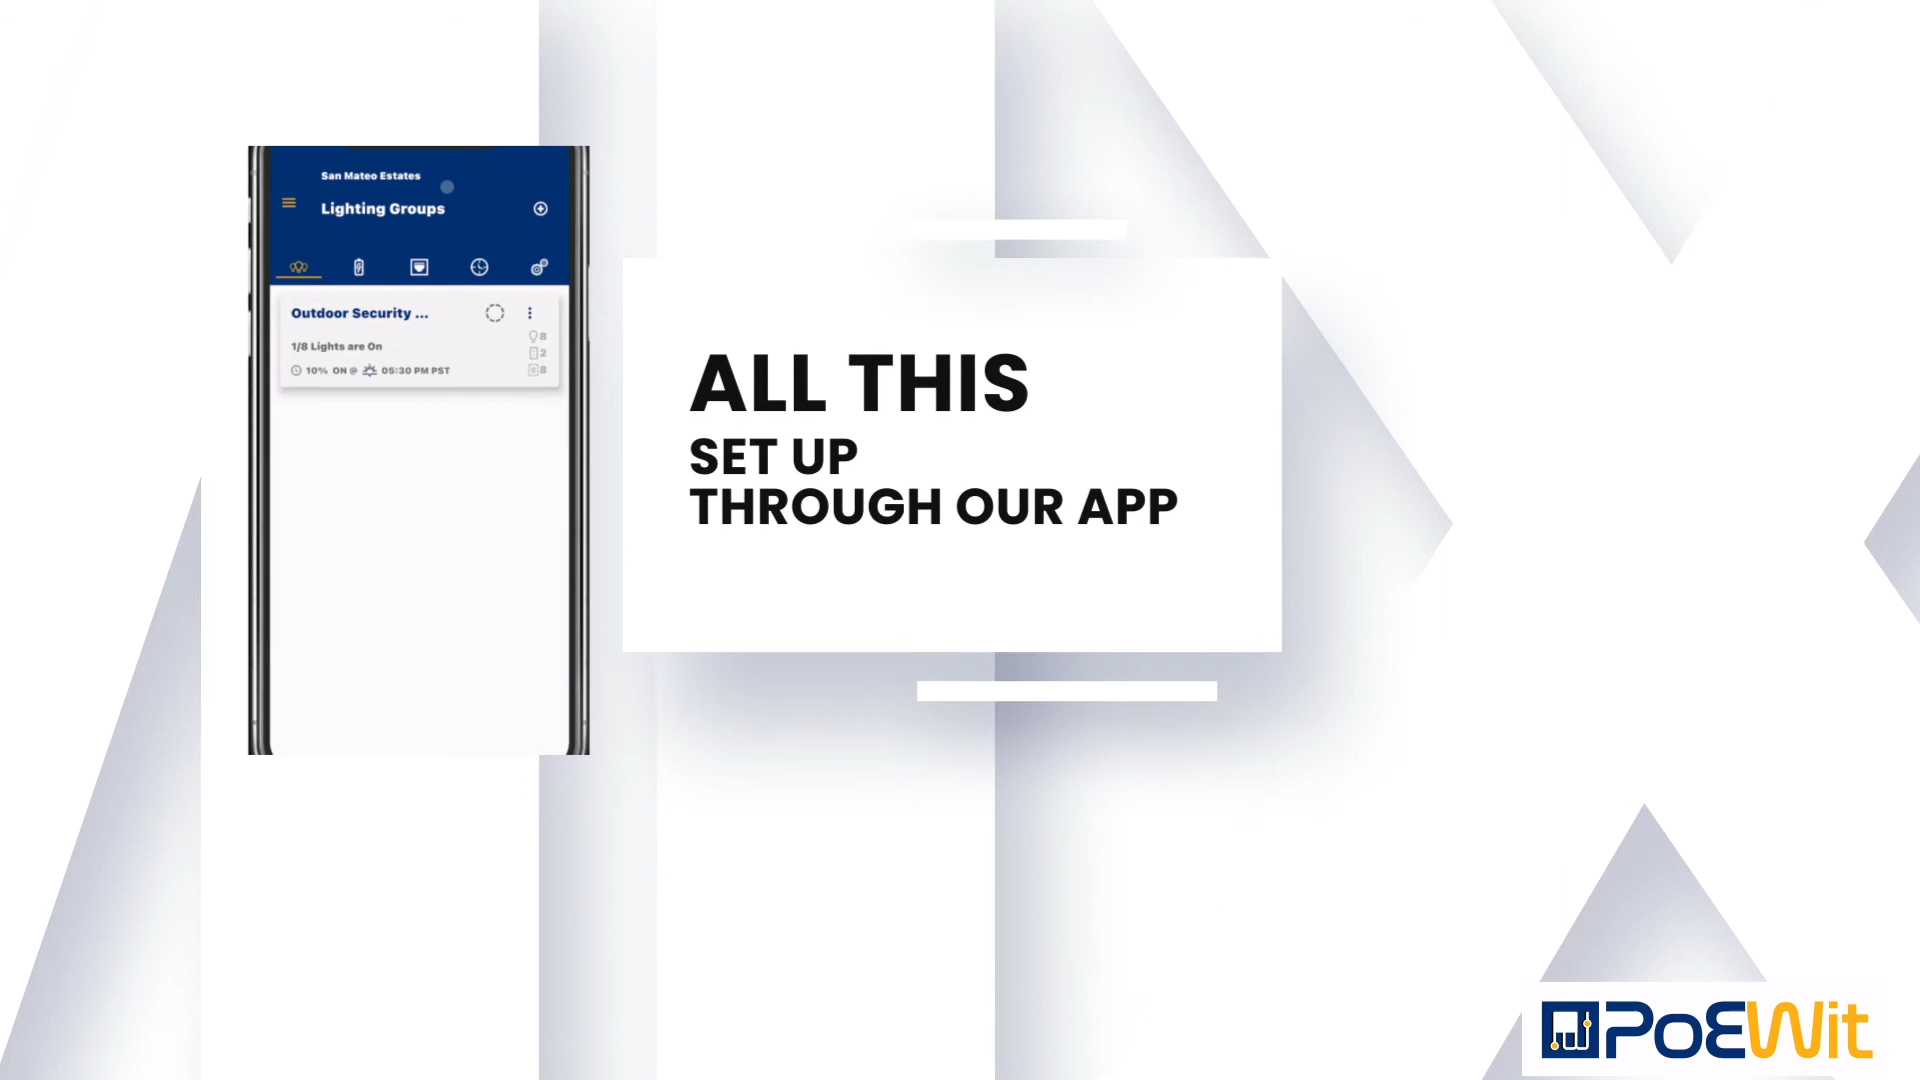 San Mateo Estates
Lighting Groups
Outdoor Security ...
8
1/8 Lights are On
2
10% ON @ 05:30 PM PST
8
ALL THIS
SET UP
THROUGH OUR APP
PoEWit